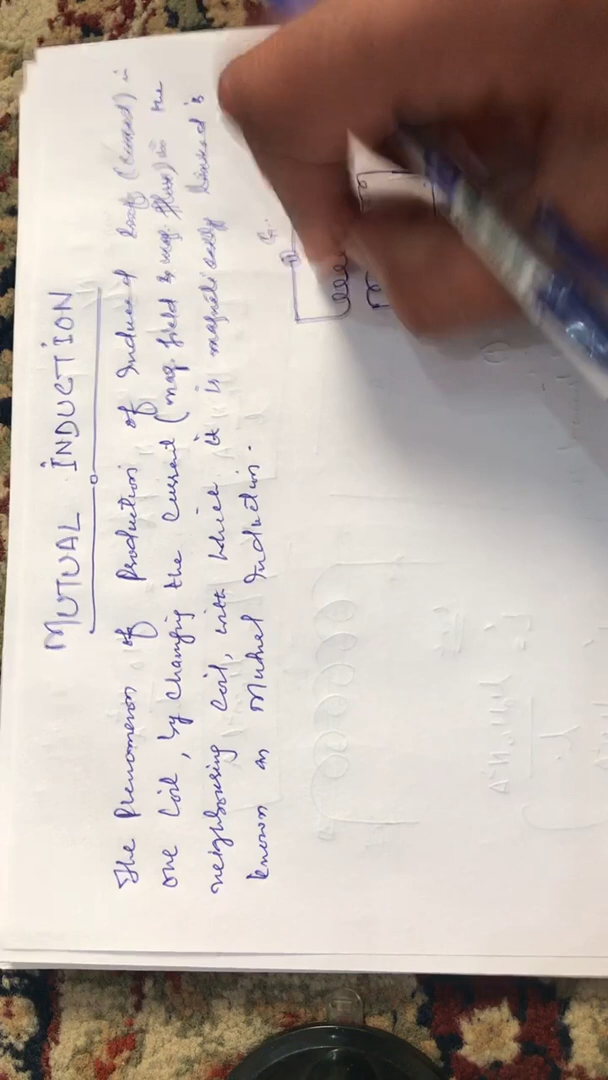 MUTUAL INDUCTION
The Phenomenon of Production of Induced emf (current) in
one Coil, by changing the current (mag. field & mag. flux) in the
neighbouring Coil, with which it is magnetically linked is
known as Mutual Induction.